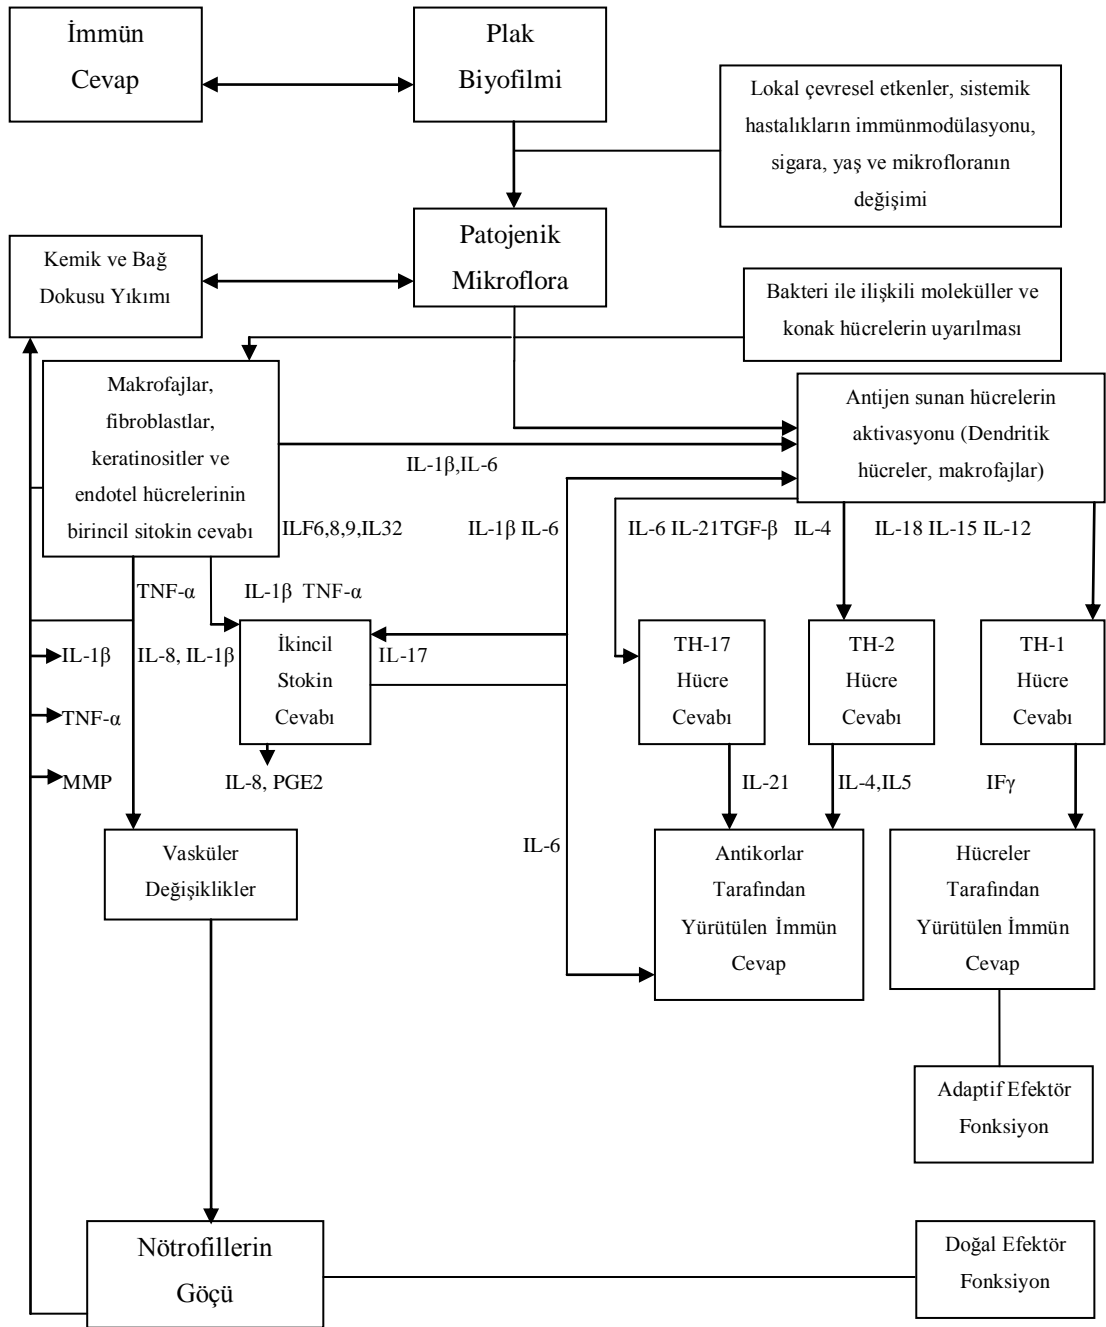 İmmün
Cevap
Plak
Biyofilmi
Lokal çevresel etkenler, sistemik
hastalıkların immünmodülasyonu,
sigara, yaş ve mikrofloranın
değişimi
Patojenik
Mikroflora
Kemik ve Bağ
Dokusu Yıkımı
Bakteri ile ilişkili moleküller ve
konak hücrelerin uyarılması
Makrofajlar,
fibroblastlar,
keratinositler ve
endotel hücrelerinin
birincil sitokin cevabı
Antijen sunan hücrelerin
aktivasyonu (Dendritik
hücreler, makrofajlar)
IL-1β,IL-6
ILF6,8,9,IL32
IL-1β IL-6
IL-6 IL-21TGF-β
IL-4
IL-18 IL-15 IL-12
TNF-α
IL-1β TNF-α
IL-1β
TNF-α
MMP
IL-8, IL-1β
İkincil
Stokin
Cevabı
IL-17
TH-17
Hücre
Cevabı
TH-2
Hücre
Cevabı
TH-1
Hücre
Cevabı
IL-8, PGE2
IL-21
IL-4,IL5
IFγ
IL-6
Vasküler
Değişiklikler
Antikorlar
Tarafından
Yürütülen İmmün
Cevap
Hücreler
Tarafından
Yürütülen İmmün
Cevap
Adaptif Efektör
Fonksiyon
Nötrofillerin
Göçü
Doğal Efektör
Fonksiyon